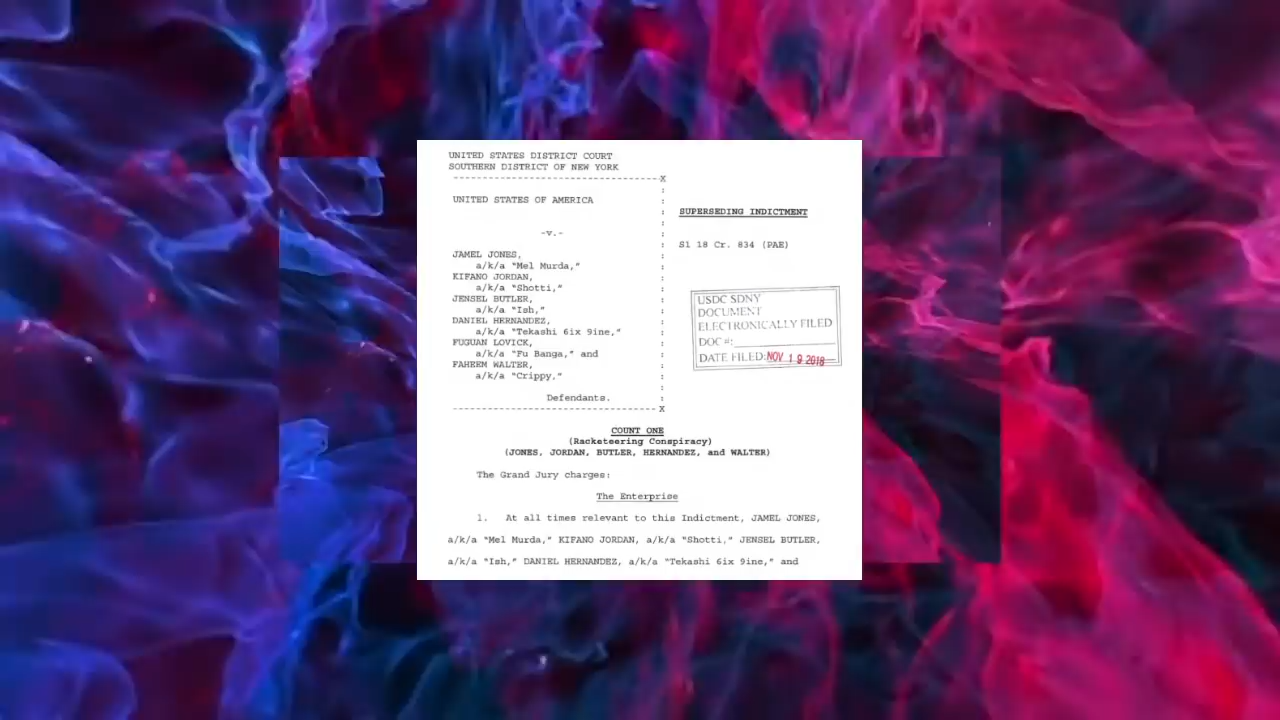 UNITED STATES DISTRICT COURT
SOUTHERN DISTRICT OF NEW YORK
-----------------------------------X
UNITED STATES OF AMERICA
-v.-
JAMEL JONES,
a/k/a "Mel Murda,"
KIFANO JORDAN,
a/k/a "Shotti,"
JENSEL BUTLER,
a/k/a "Ish,"
DANIEL HERNANDEZ,
a/k/a "Tekashi 6ix 9ine,"
FUGUAN LOVICK,
a/k/a "Fu Banga," and
FAHEEM WALTER,
a/k/a "Crippy,"
Defendants.
-----------------------------------X
SUPERSEDING INDICTMENT
S1 18 Cr. 834 (PAE)
USDC SDNY
DOCUMENT
ELECTRONICALLY FILED
DOC #:
DATE FILED: NOV 19 2018
COUNT ONE
(Racketeering Conspiracy)
(JONES, JORDAN, BUTLER, HERNANDEZ, and WALTER)
The Grand Jury charges:
The Enterprise
1. At all times relevant to this Indictment, JAMEL JONES,
a/k/a "Mel Murda," KIFANO JORDAN, a/k/a "Shotti," JENSEL BUTLER,
a/k/a "Ish," DANIEL HERNANDEZ, a/k/a "Tekashi 6ix 9ine," and